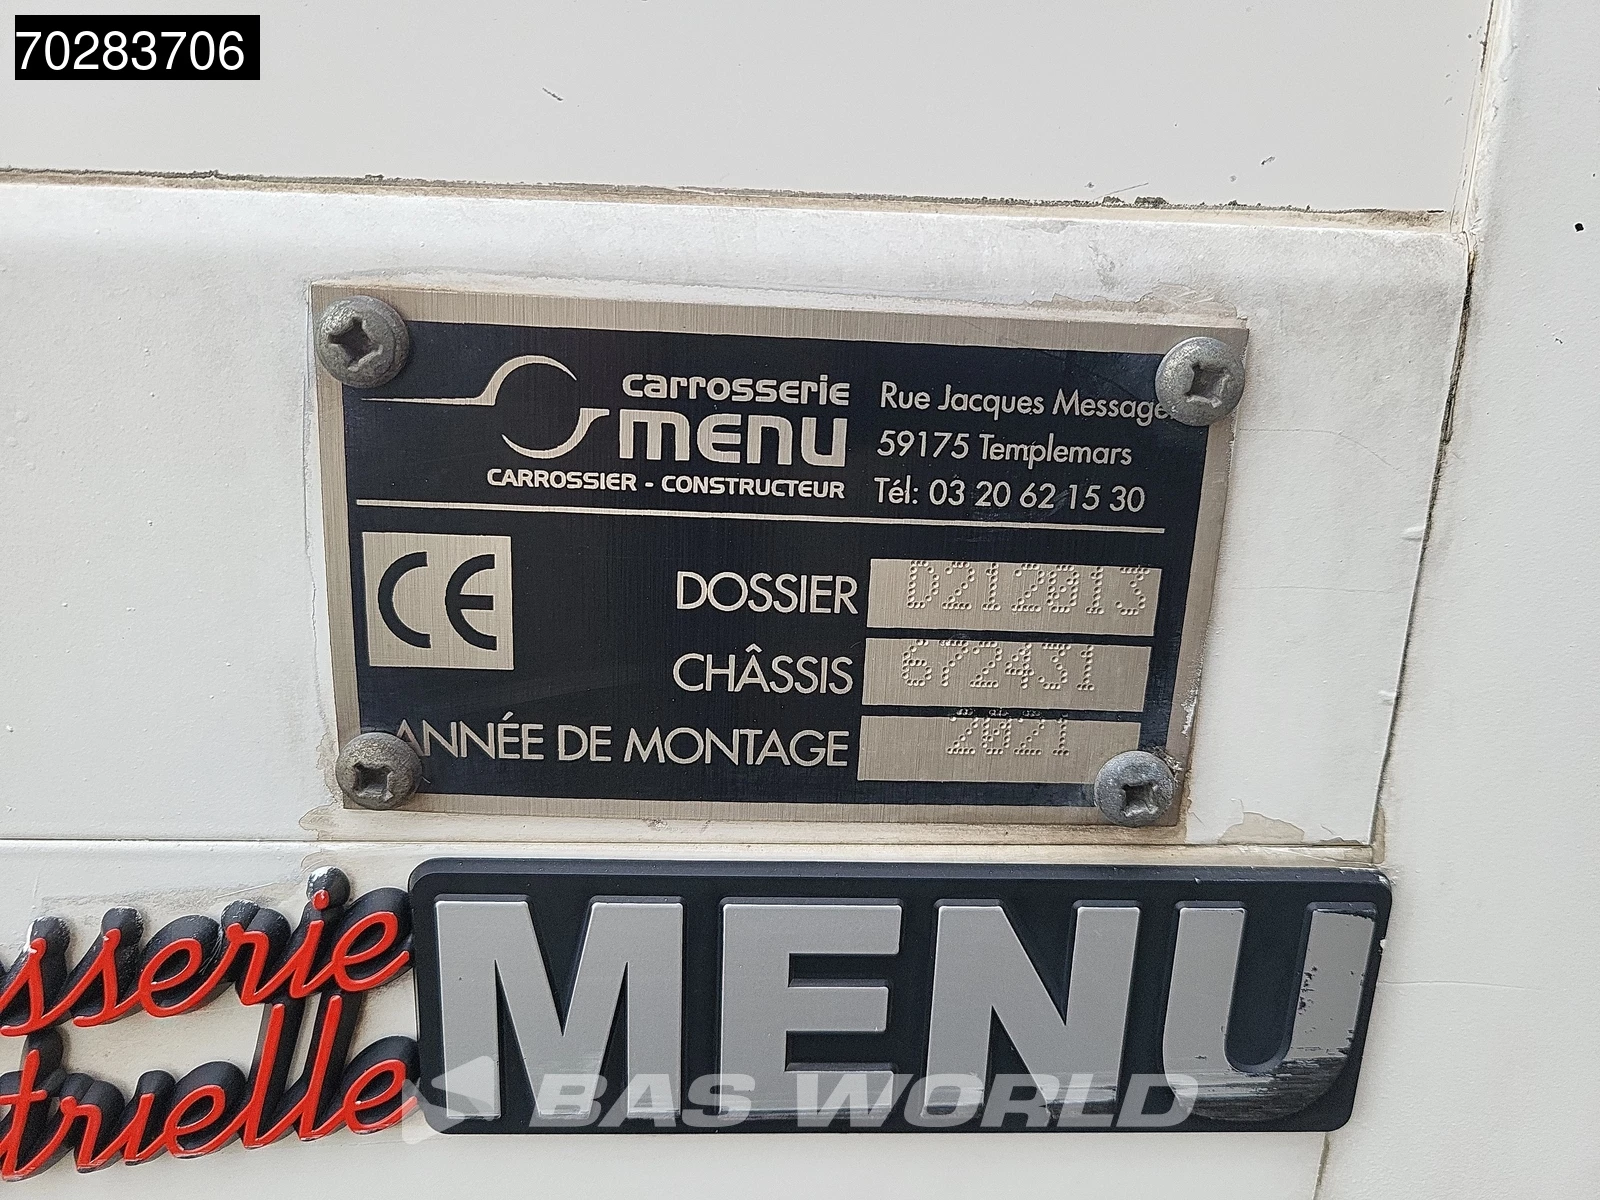 70283706
carrosserie
menu
CARROSSIER - CONSTRUCTEUR
Rue Jacques Message
59175 Templemars
Tél: 03 20 62 15 30
CE
DOSSIER D212013
CHÂSSIS 672431
ANNÉE DE MONTAGE 2021
sserie
trielle
MENU
BAS WORLD